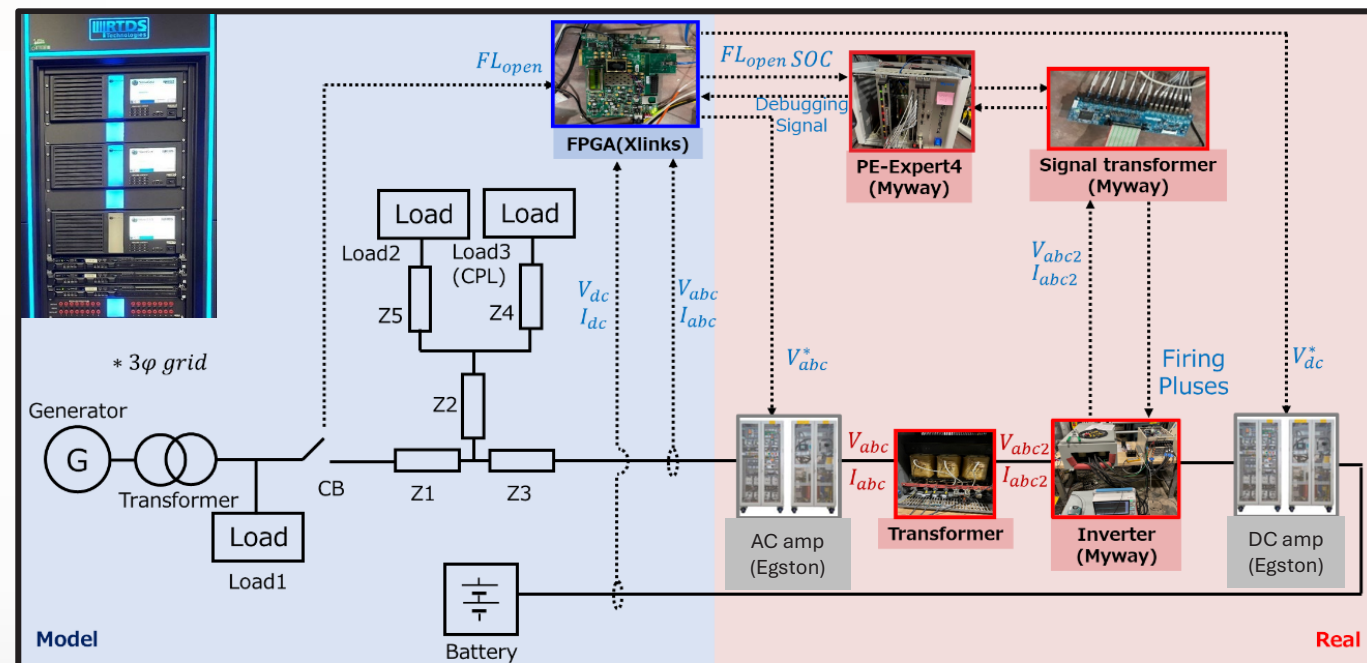 RTDS
Technologies
FL_open
FL_open SOC
Debugging
Signal
FPGA(Xlinks)
PE-Expert4
(Myway)
Signal transformer
(Myway)
Load
Load
Load2
Load3
(CPL)
Z5
Z4
V_dc
I_dc
V_abc
I_abc
V_abc2
I_abc2
* 3φ grid
V*_abc
Firing
Pluses
V*_dc
Generator
G
Transformer
Z2
CB
Z1
Z3
Load
Load1
V_abc
I_abc
V_abc2
I_abc2
AC amp
(Egston)
Transformer
Inverter
(Myway)
DC amp
(Egston)
Battery
Model
Real